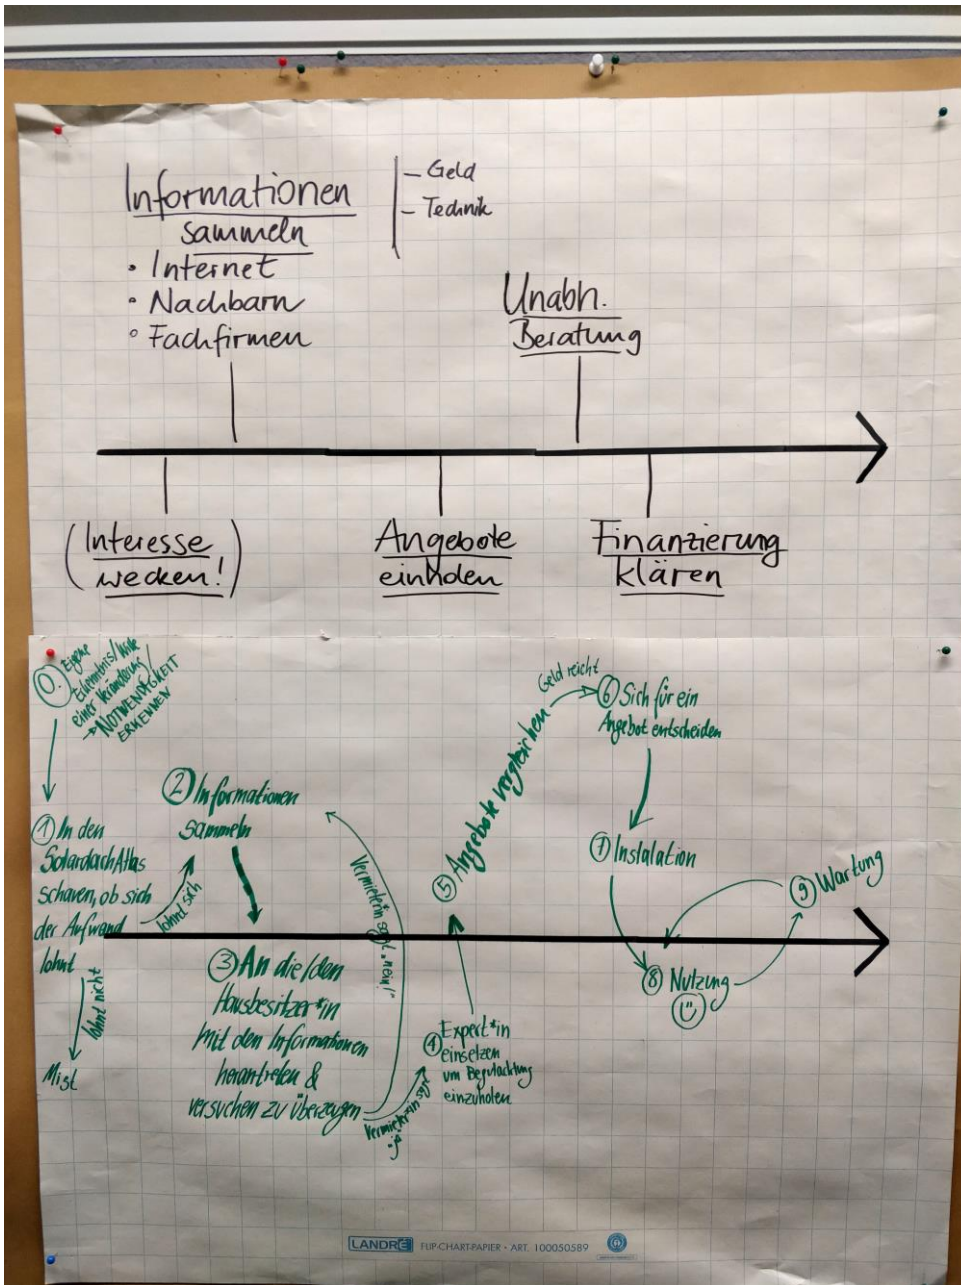 Informationen
sammeln
• Internet
• Nachbarn
• Fachfirmen
– Geld
– Technik
Unabh.
Beratung
(Interesse
wecken!)
Angebote
einholen
Finanzierung
klären
0. Eigene
Erkenntnis/Wille
einer Veränderung/
→ NOTWENDIGKEIT
ERKENNEN
1 In den
SolardachAtlas
schauen, ob sich
der Aufwand
lohnt
lohnt nicht
Mist
lohnt sich
2 Informationen
sammeln
3 An die/den
Hausbesitzer*in
mit den Informationen
herantreten &
versuchen zu überzeugen
Vermieterin sagt „nein!"
Vermieter*in sagt
"ja"
4 Expert*in
einsetzen
um Begutachtung
einzuholen
5 Angebote vergleichen
Geld reicht
6 Sich für ein
Angebot entscheiden
7 Instalation
8 Nutzung
9 Wartung
LANDRÉ FLIP-CHART-PAPIER • ART. 100050589